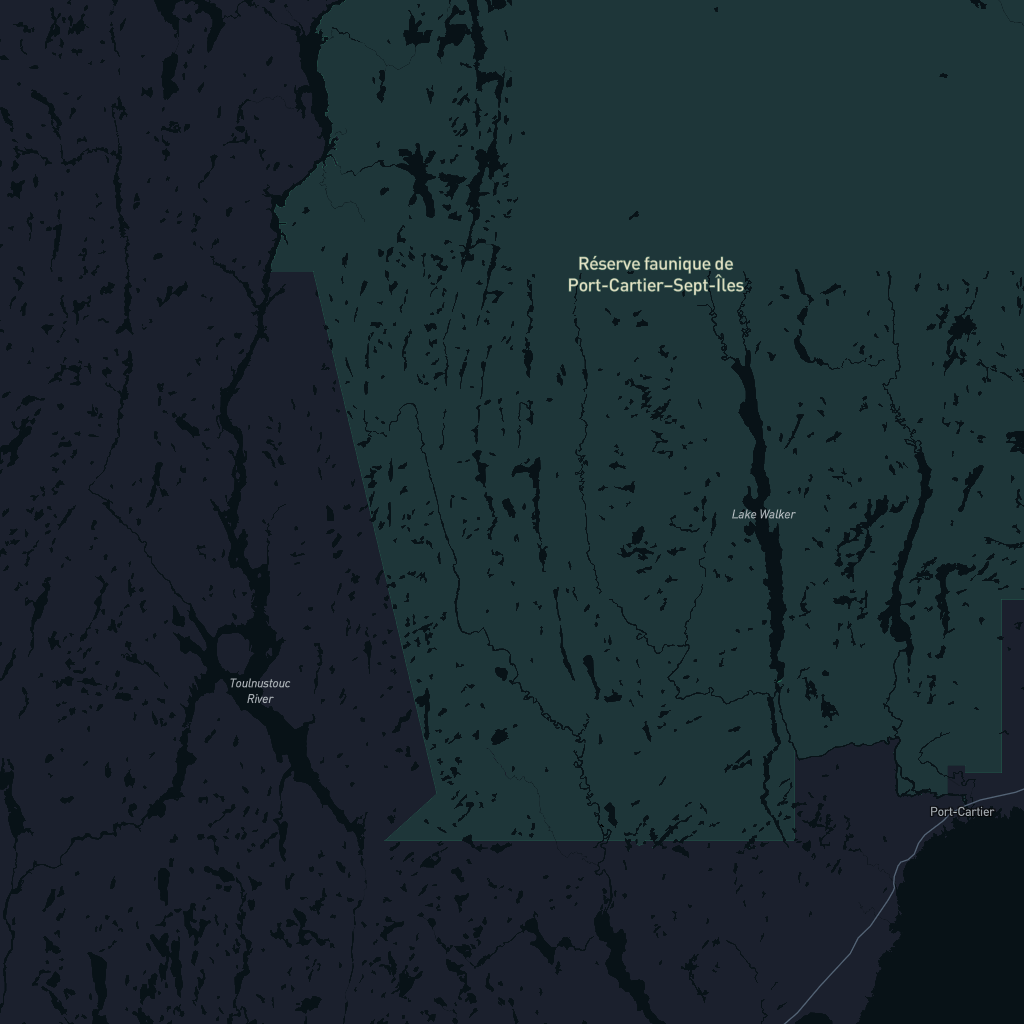 Réserve faunique de
Port-Cartier–Sept-Îles
Lake Walker
Toulnustouc
River
Port-Cartier